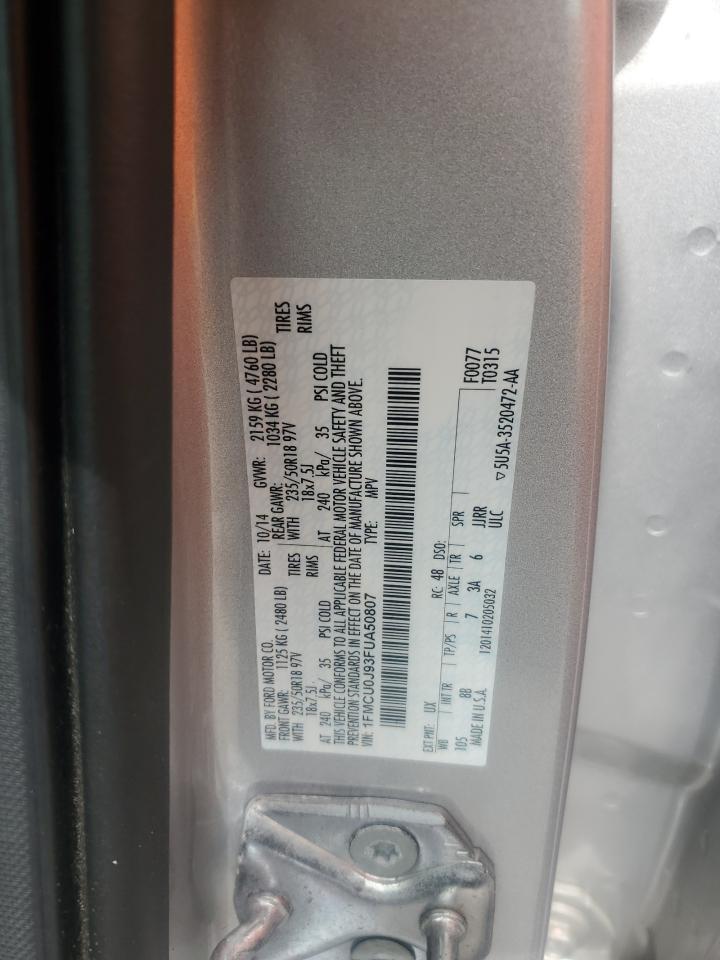 MFD. BY FORD MOTOR CO.
DATE: 10/14 GVWR: 2159 KG ( 4760 LB)
FRONT GAWR: 1125 KG ( 2480 LB) REAR GAWR: 1034 KG ( 2280 LB)
WITH 235/50R18 97V TIRES WITH 235/50R18 97V TIRES
18x7.5J RIMS 18x7.5J RIMS
AT 240 kPa/ 35 PSI COLD AT 240 kPa/ 35 PSI COLD
THIS VEHICLE CONFORMS TO ALL APPLICABLE FEDERAL MOTOR VEHICLE SAFETY AND THEFT
PREVENTION STANDARDS IN EFFECT ON THE DATE OF MANUFACTURE SHOWN ABOVE.
VIN: 1FMCU0J93FUA50807 TYPE: MPV
EXT PNT: UX RC: 48 DSO:
WB INT TR TP/PS R AXLE TR SPR
105 8B 7 3A 6 JJRR
F0077
T0315
MADE IN U.S.A. 1201410205032 ULC
▽5U5A-3520472-AA